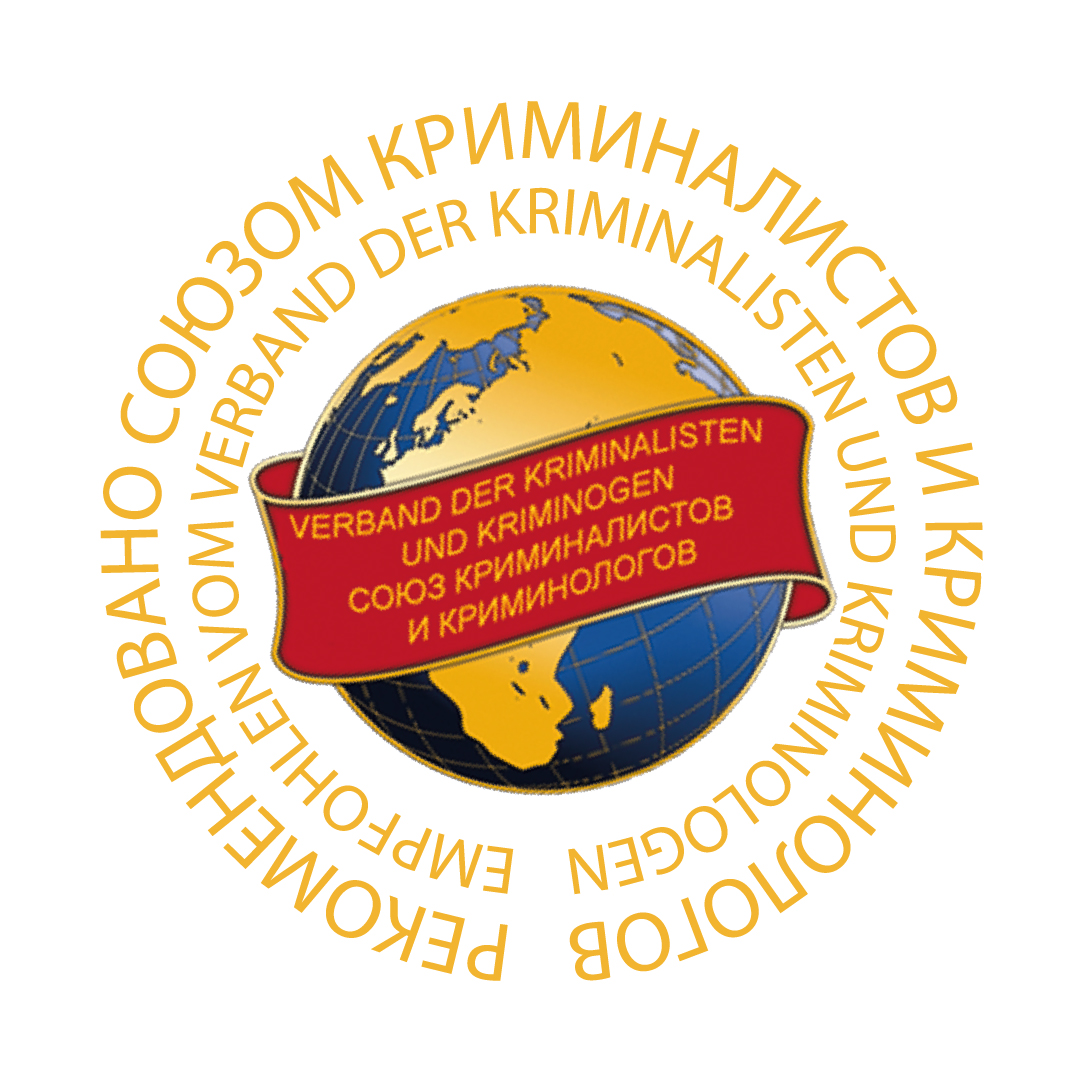 РЕКОМЕНДОВАНО СОЮЗОМ КРИМИНАЛИСТОВ И КРИМИНОЛОГОВ
EMPFOHLEN VOM VERBAND DER KRIMINALISTEN UND KRIMINOLOGEN
VERBAND DER KRIMINALISTEN
UND KRIMINOGEN
СОЮЗ КРИМИНАЛИСТОВ
И КРИМИНОЛОГОВ